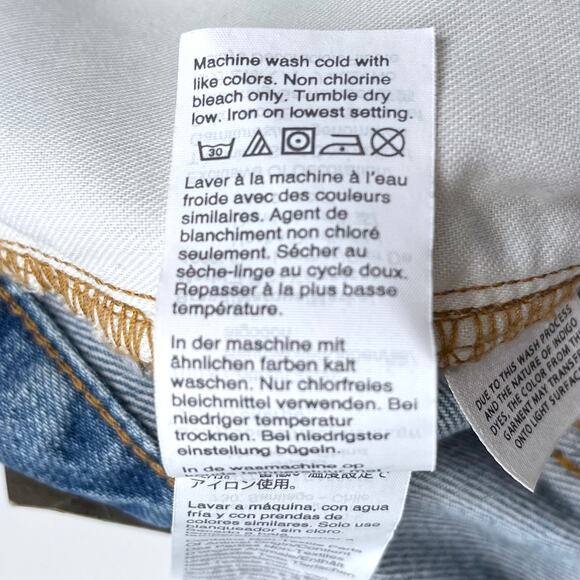 Machine wash cold with
like colors. Non chlorine
bleach only. Tumble dry
low. Iron on lowest setting.
30
Laver à la machine à l'eau
froide avec des couleurs
similaires. Agent de
blanchiment non chloré
seulement. Sécher au
sèche-linge au cycle doux.
Repasser à la plus basse
température.
In der maschine mit
ähnlichen farben kalt
waschen. Nur chlorfreies
bleichmittel verwenden. Bei
niedriger temperatur
trocknen. Bei niedrigster
einstellung bügeln.
In de wasmachine op
アイロン使用。
Lavar a máquina, con agua
fría y con prendas de
colores similares. Solo use
blanqueador sin cloro.
DUE TO THIS WASH PROCESS
AND THE NATURE OF INDIGO
DYES, THE COLOR FROM THE
GARMENT MAY TRANSFER
ONTO LIGHT SURFACES